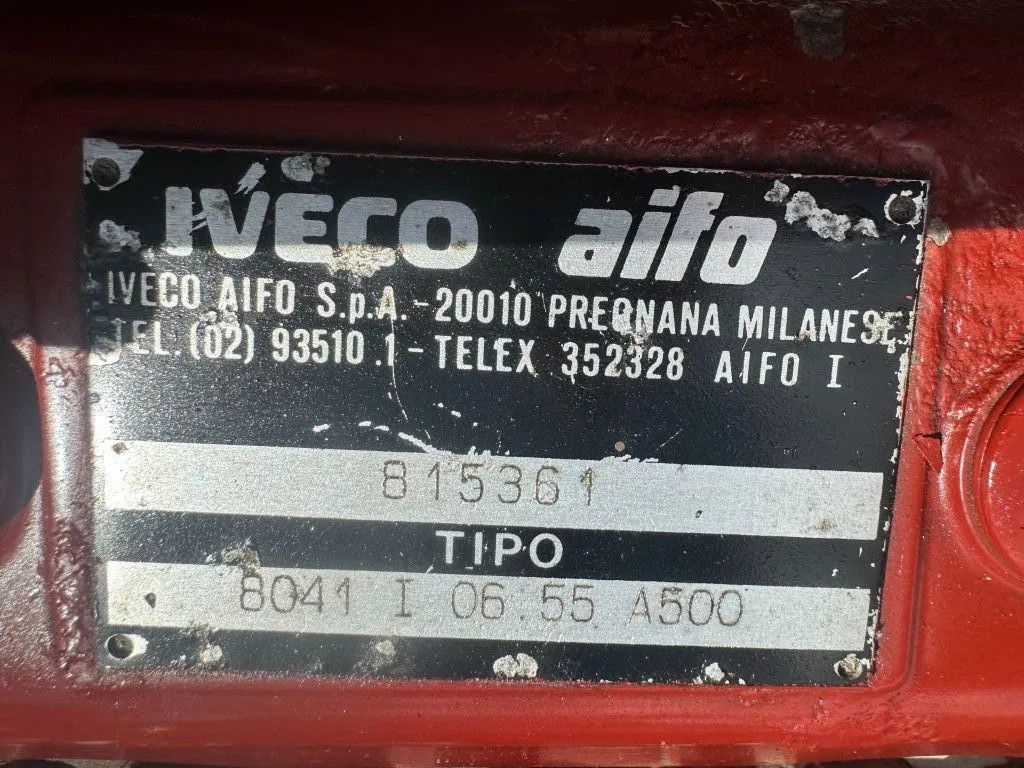 IVECO aifo
IVECO AIFO S.p.A. - 20010 PREGNANA MILANESE
TEL. (02) 93510.1 - TELEX 352328 AIFO I
815361
TIPO
8041 I 06.55 A500